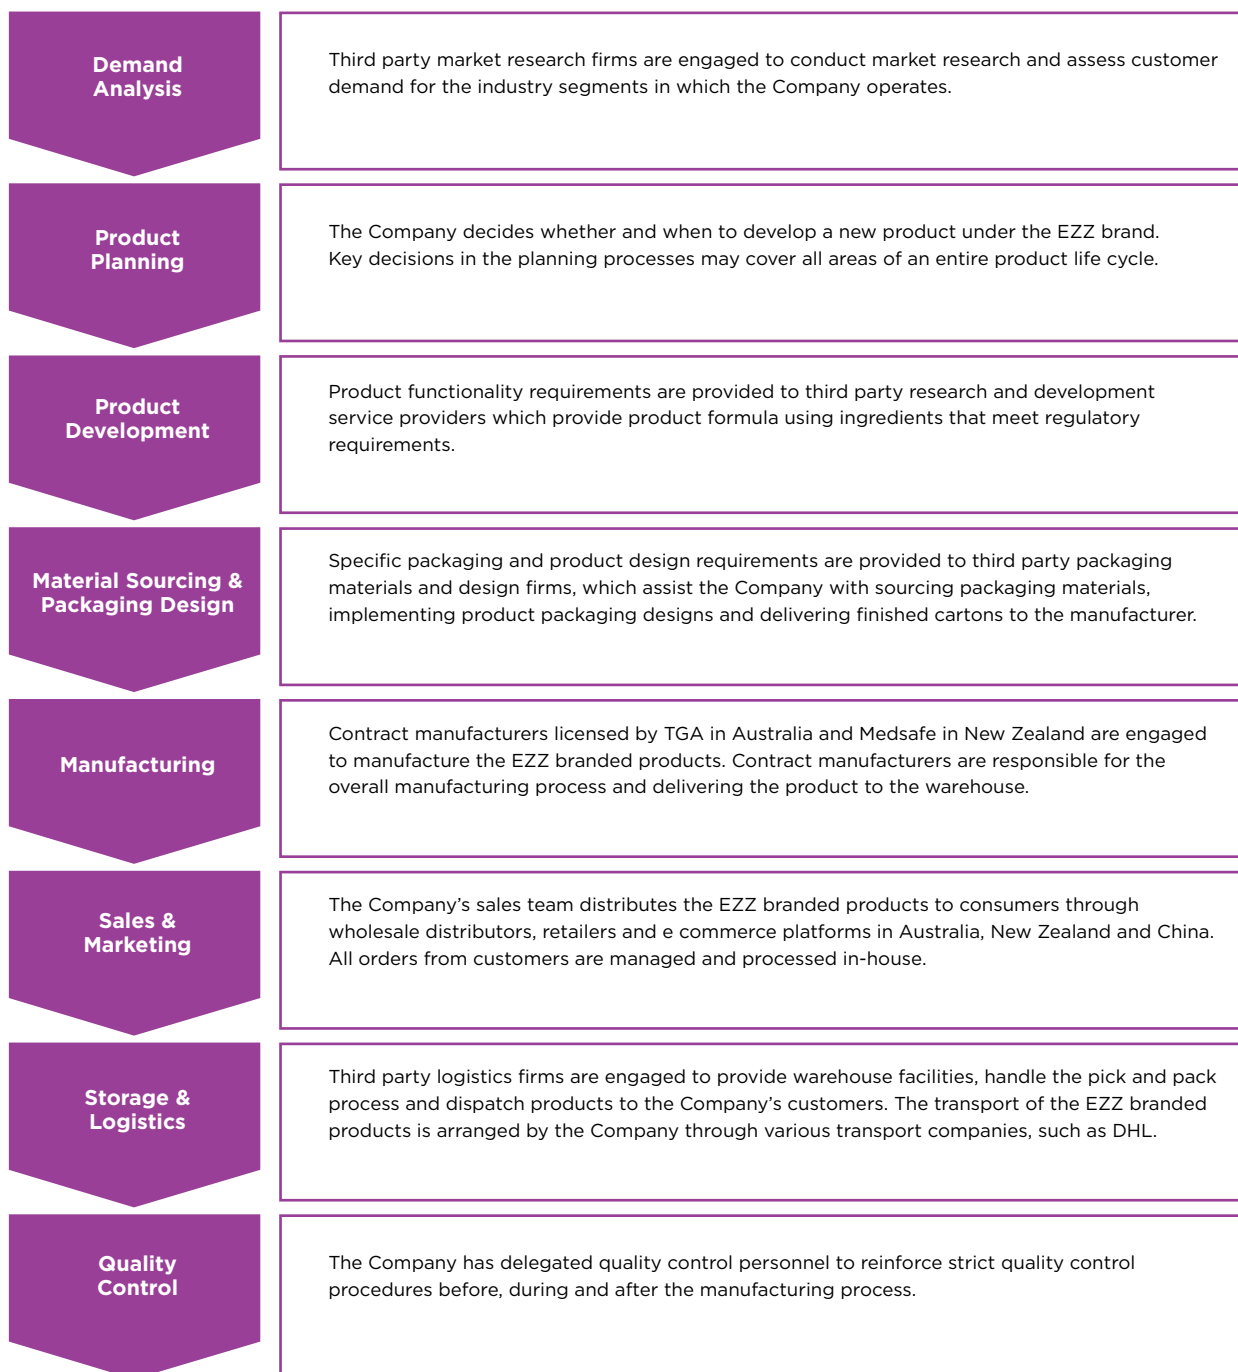 Demand
Analysis
Third party market research firms are engaged to conduct market research and assess customer
demand for the industry segments in which the Company operates.
Product
Planning
The Company decides whether and when to develop a new product under the EZZ brand.
Key decisions in the planning processes may cover all areas of an entire product life cycle.
Product
Development
Product functionality requirements are provided to third party research and development
service providers which provide product formula using ingredients that meet regulatory
requirements.
Material Sourcing &
Packaging Design
Specific packaging and product design requirements are provided to third party packaging
materials and design firms, which assist the Company with sourcing packaging materials,
implementing product packaging designs and delivering finished cartons to the manufacturer.
Manufacturing
Contract manufacturers licensed by TGA in Australia and Medsafe in New Zealand are engaged
to manufacture the EZZ branded products. Contract manufacturers are responsible for the
overall manufacturing process and delivering the product to the warehouse.
Sales &
Marketing
The Company’s sales team distributes the EZZ branded products to consumers through
wholesale distributors, retailers and e commerce platforms in Australia, New Zealand and China.
All orders from customers are managed and processed in-house.
Storage &
Logistics
Third party logistics firms are engaged to provide warehouse facilities, handle the pick and pack
process and dispatch products to the Company’s customers. The transport of the EZZ branded
products is arranged by the Company through various transport companies, such as DHL.
Quality
Control
The Company has delegated quality control personnel to reinforce strict quality control
procedures before, during and after the manufacturing process.